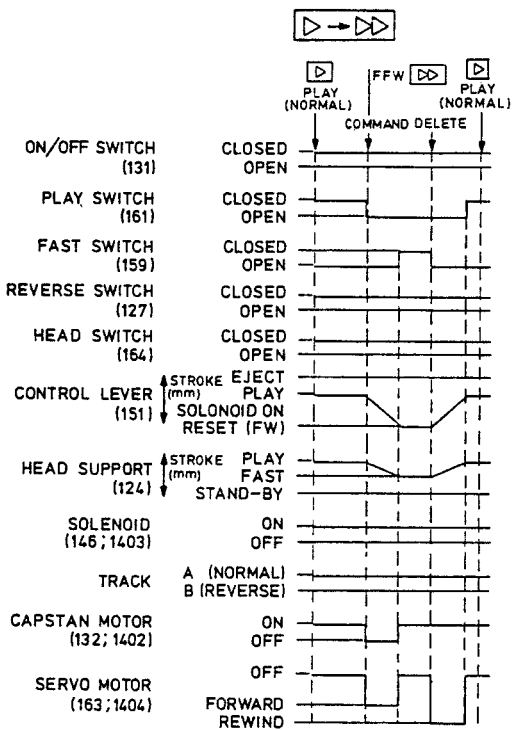 PLAY
(NORMAL)
FFW
PLAY
(NORMAL)
COMMAND DELETE
ON/OFF SWITCH
(131)
CLOSED
OPEN
PLAY SWITCH
(161)
CLOSED
OPEN
FAST SWITCH
(159)
CLOSED
OPEN
REVERSE SWITCH
(127)
CLOSED
OPEN
HEAD SWITCH
(164)
CLOSED
OPEN
CONTROL LEVER
(151)
STROKE
(mm)
EJECT
PLAY
SOLONOID ON
RESET (FW)
HEAD SUPPORT
(124)
STROKE
(mm)
PLAY
FAST
STAND-BY
SOLENOID
(146; 1403)
ON
OFF
TRACK
A (NORMAL)
B (REVERSE)
CAPSTAN MOTOR
(132; 1402)
ON
OFF
SERVO MOTOR
(163; 1404)
OFF
FORWARD
REWIND